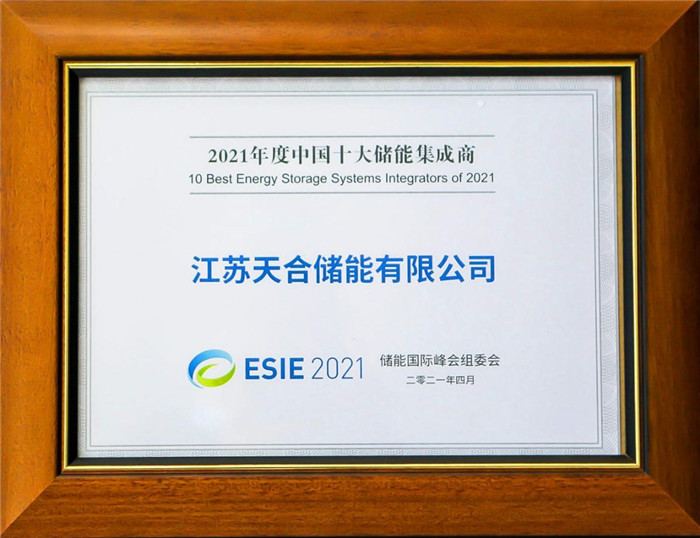 2021年度中国十大储能集成商
10 Best Energy Storage Systems Integrators of 2021
江苏天合储能有限公司
ESIE 2021
储能国际峰会组委会
二零二一年四月